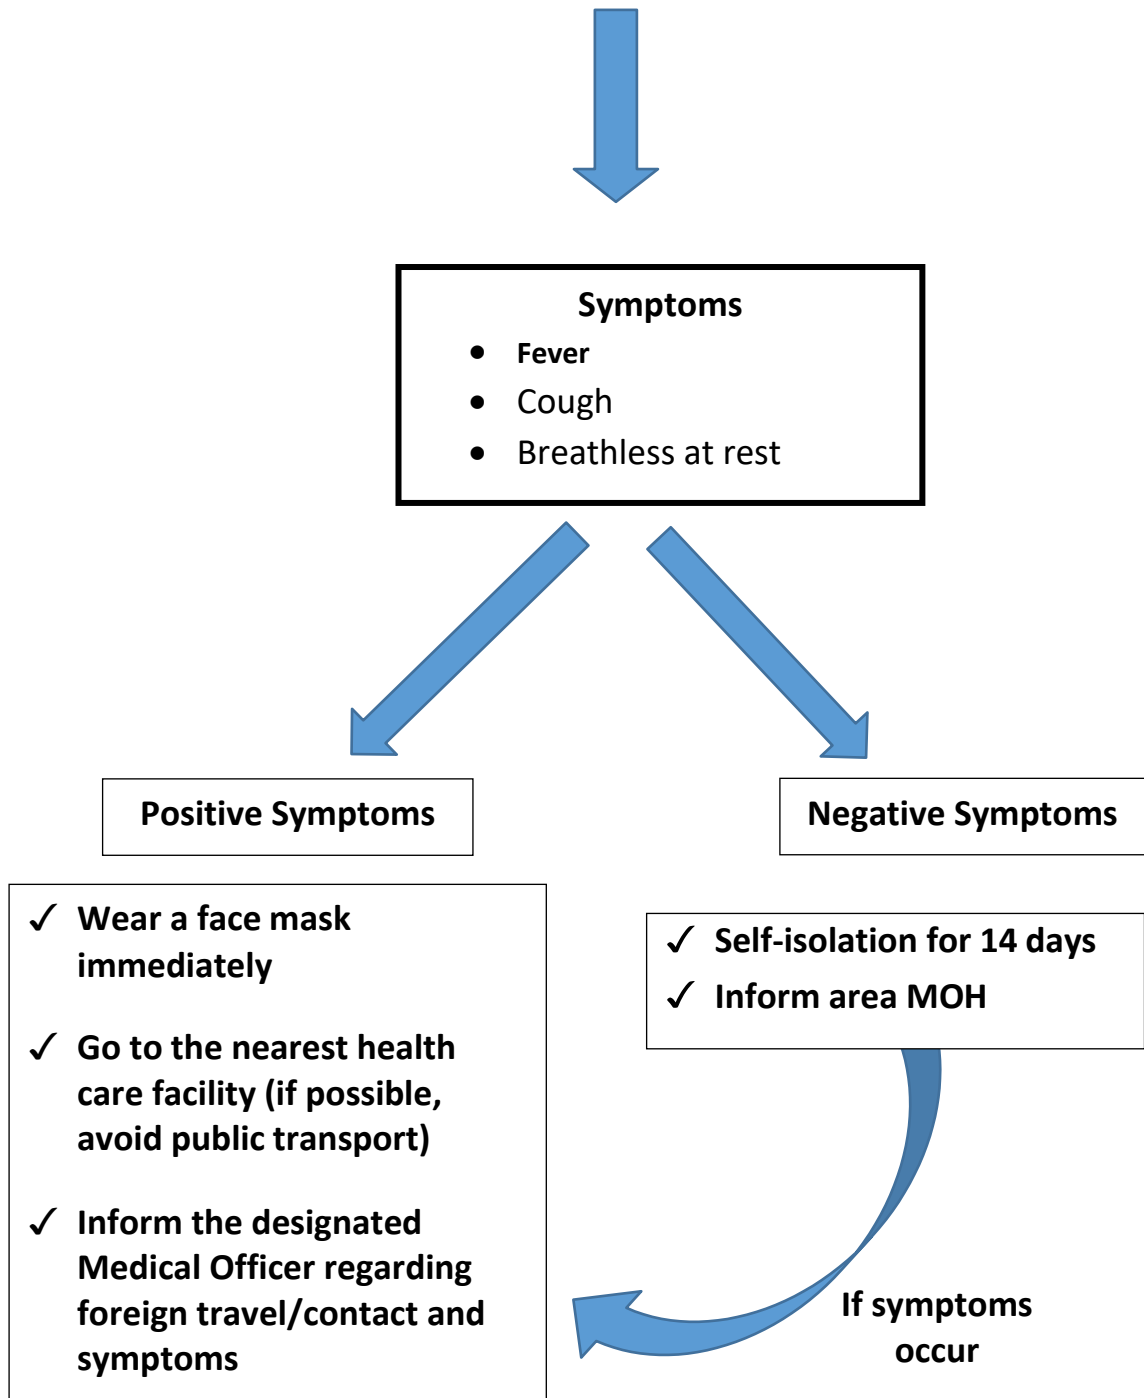 Symptoms
• Fever
• Cough
• Breathless at rest
Positive Symptoms
✓ Wear a face mask
immediately
✓ Go to the nearest health
care facility (if possible,
avoid public transport)
✓ Inform the designated
Medical Officer regarding
foreign travel/contact and
symptoms
Negative Symptoms
✓ Self-isolation for 14 days
✓ Inform area MOH
If symptoms
occur